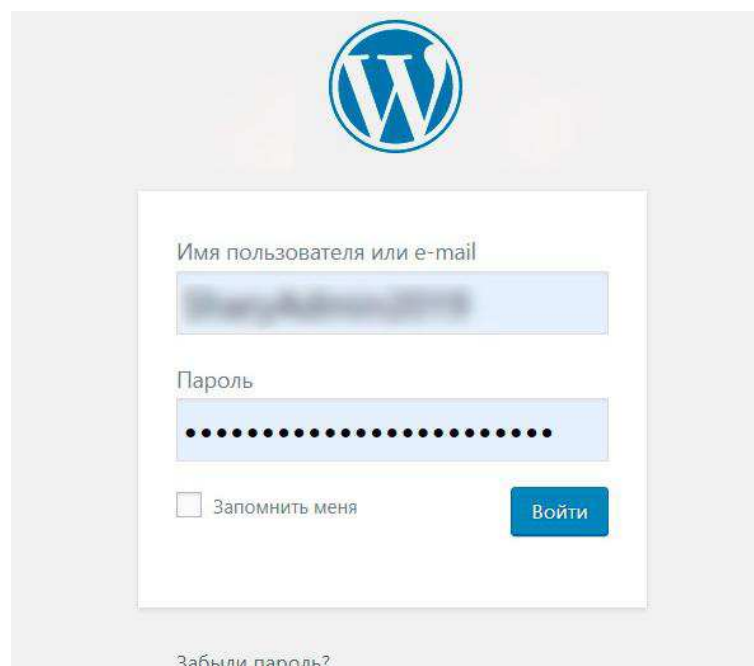 Имя пользователя или e-mail
Пароль
Запомнить меня
Войти
Забыли пароль?